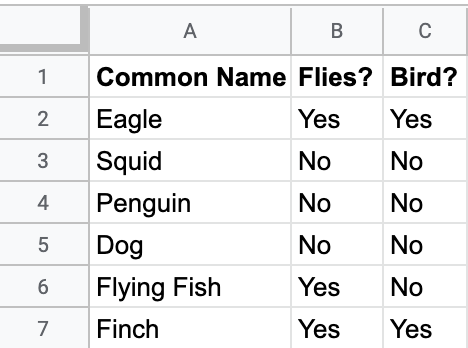 A B C
1 Common Name Flies? Bird?
2 Eagle Yes Yes
3 Squid No No
4 Penguin No No
5 Dog No No
6 Flying Fish Yes No
7 Finch Yes Yes